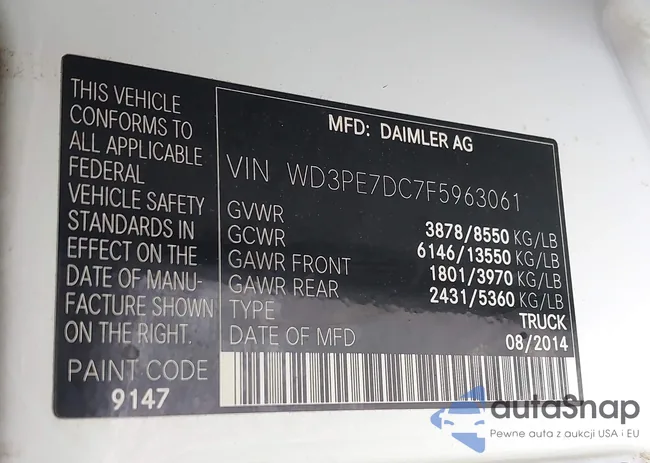 THIS VEHICLE
CONFORMS TO
ALL APPLICABLE
FEDERAL
VEHICLE SAFETY
STANDARDS IN
EFFECT ON THE
DATE OF MANU-
FACTURE SHOWN
ON THE RIGHT.
PAINT CODE
9147
MFD: DAIMLER AG
VIN WD3PE7DC7F5963061
GVWR 3878/8550 KG/LB
GCWR 6146/13550 KG/LB
GAWR FRONT 1801/3970 KG/LB
GAWR REAR 2431/5360 KG/LB
TYPE TRUCK
DATE OF MFD 08/2014
autaSnap
Pewne auta z aukcji USA i EU